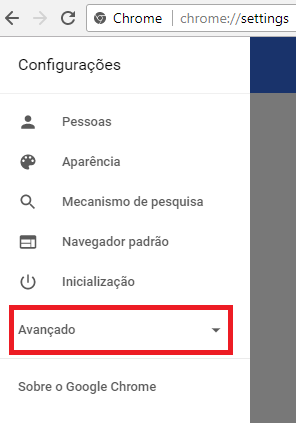 Chrome | chrome://settings
Configurações
Pessoas
Aparência
Mecanismo de pesquisa
Navegador padrão
Inicialização
Avançado
Sobre o Google Chrome